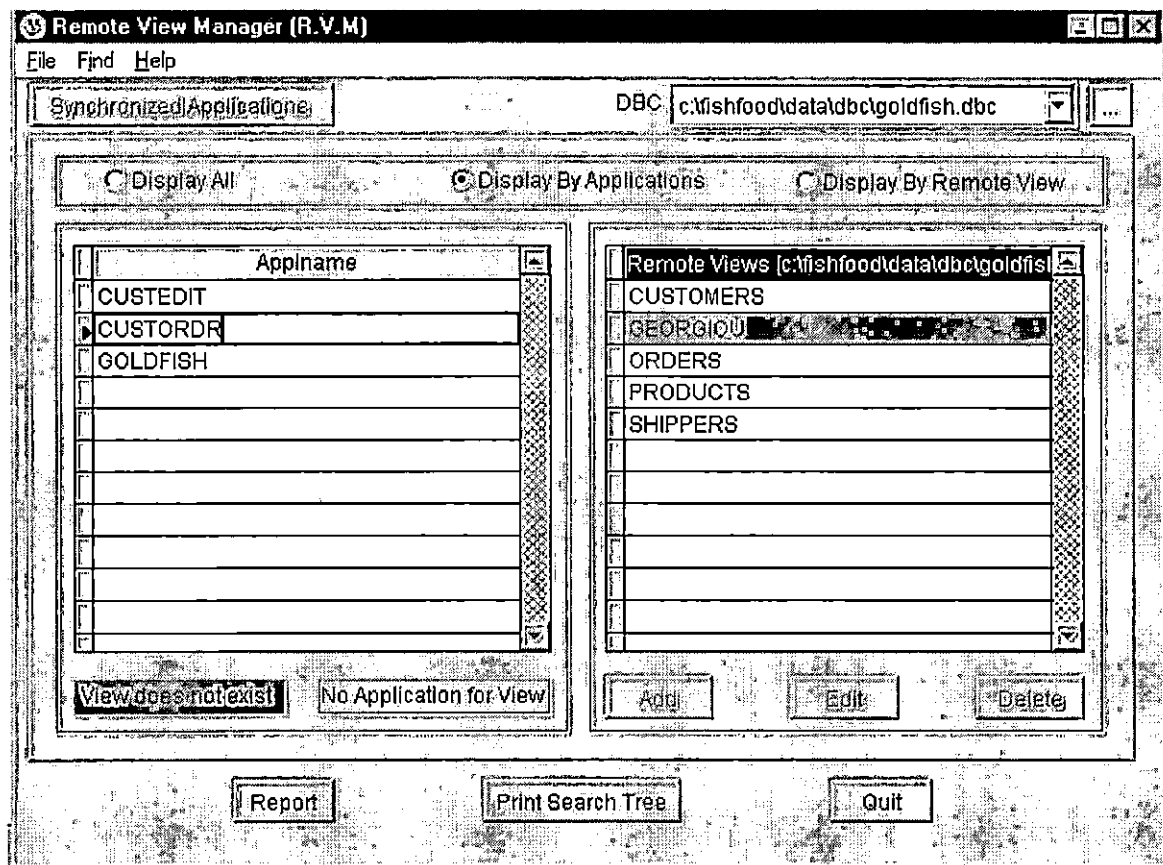 Remote View Manager (R.V.M)
File Find Help
Synchronized Applications
DBC c:\fishfood\data\dbc\goldfish.dbc ...
Display All Display By Applications Display By Remote View
Applname
CUSTEDIT
CUSTORDR
GOLDFISH
Remote Views [c:\fishfood\data\dbc\goldfis
CUSTOMERS
GEORGIOU
ORDERS
PRODUCTS
SHIPPERS
View does not exist No Application for View
Add Edit Delete
Report Print Search Tree Quit